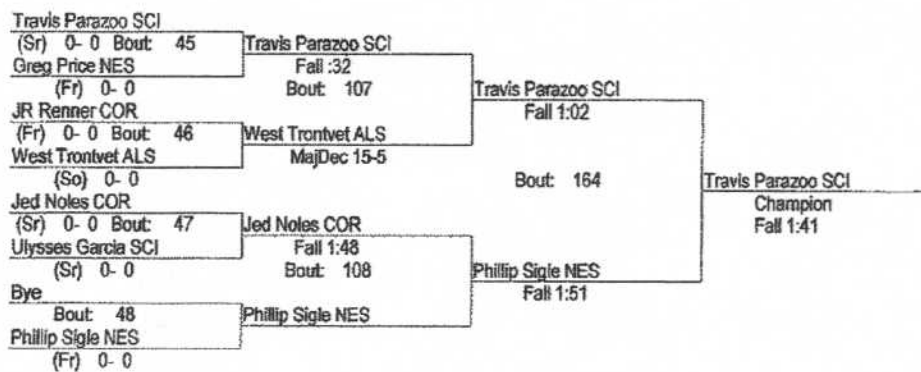 Travis Parazoo SCI
(Sr) 0- 0 Bout: 45
Greg Price NES
(Fr) 0- 0
JR Renner COR
(Fr) 0- 0 Bout: 46
West Trontvet ALS
(So) 0- 0
Jed Noles COR
(Sr) 0- 0 Bout: 47
Ulysses Garcia SCI
(Sr) 0- 0
Bye
Bout: 48
Phillip Sigle NES
(Fr) 0- 0
Travis Parazoo SCI
Fall :32
Bout: 107
West Trontvet ALS
MajDec 15-5
Jed Noles COR
Fall 1:48
Bout: 108
Phillip Sigle NES
Travis Parazoo SCI
Fall 1:02
Bout: 164
Phillip Sigle NES
Fall 1:51
Travis Parazoo SCI
Champion
Fall 1:41